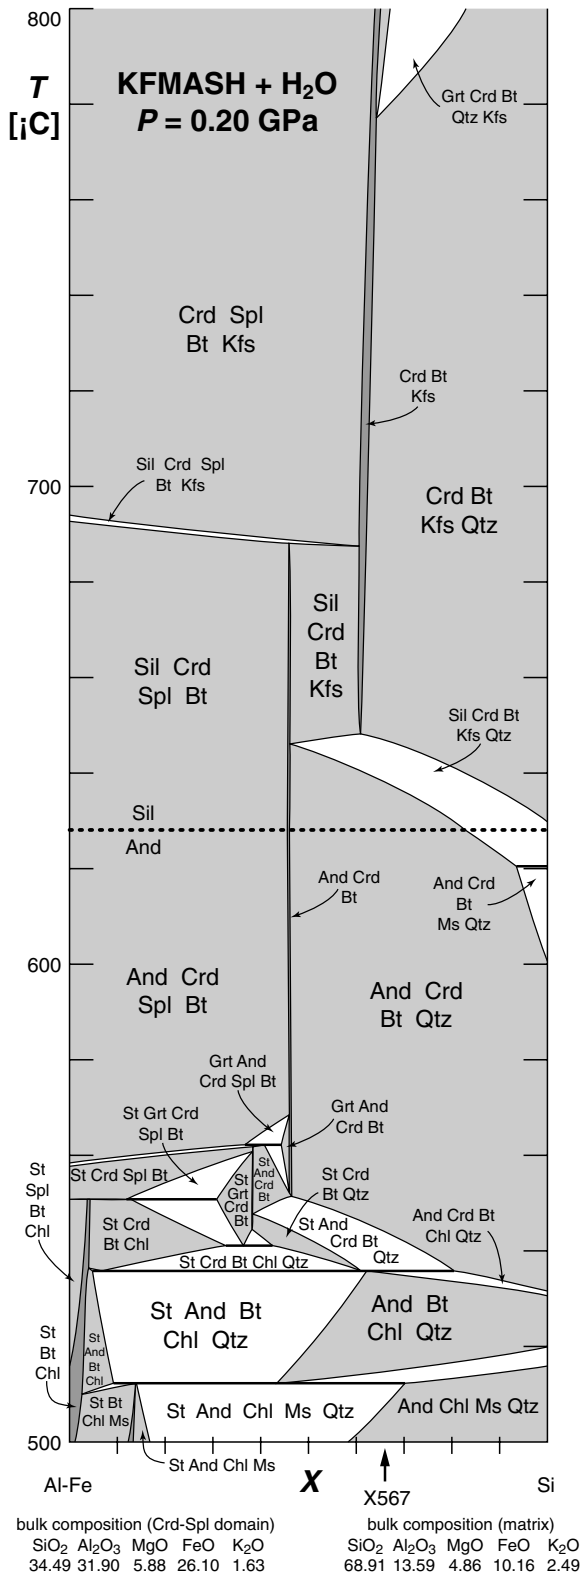 800
T
[¡C]
KFMASH + H2O
P = 0.20 GPa
Grt Crd Bt
Qtz Kfs
Crd Spl
Bt Kfs
Crd Bt
Kfs
Sil Crd Spl
Bt Kfs
700
Crd Bt
Kfs Qtz
Sil
Crd
Bt
Kfs
Sil Crd
Spl Bt
Sil Crd Bt
Kfs Qtz
Sil
And
And Crd
Bt
And Crd
Bt
Ms Qtz
600
And Crd
Spl Bt
And Crd
Bt Qtz
Grt And
Crd Spl Bt
St Grt Crd
Spl Bt
Grt And
Crd Bt
St
Spl
Bt
Chl
St Crd Spl Bt
St
Grt
Crd
Bt
St
And
Crd
Bt
St Crd
Bt Qtz
St Crd
Bt Chl
St And
Crd Bt
Qtz
And Crd Bt
Chl Qtz
St Crd Bt Chl Qtz
St And Bt
Chl Qtz
And Bt
Chl Qtz
St
Bt
Chl
St
And
Bt
Chl
St Bt
Chl Ms
St And Chl Ms Qtz
And Chl Ms Qtz
500
St And Chl Ms
Al-Fe
X
X567
Si
bulk composition (Crd-Spl domain)
SiO2 Al2O3 MgO FeO K2O
34.49 31.90 5.88 26.10 1.63
bulk composition (matrix)
SiO2 Al2O3 MgO FeO K2O
68.91 13.59 4.86 10.16 2.49